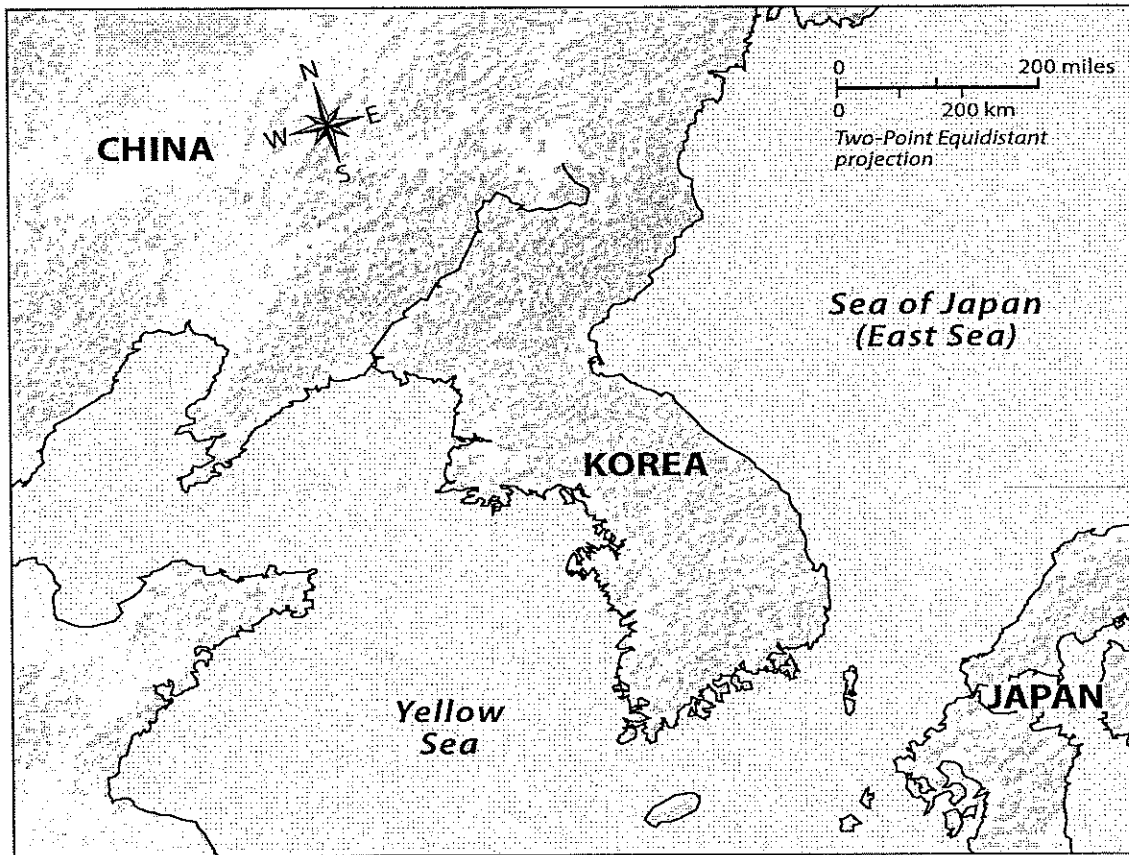 N
W E
S
CHINA
0 200 miles
0 200 km
Two-Point Equidistant
projection
Sea of Japan
(East Sea)
KOREA
JAPAN
Yellow
Sea